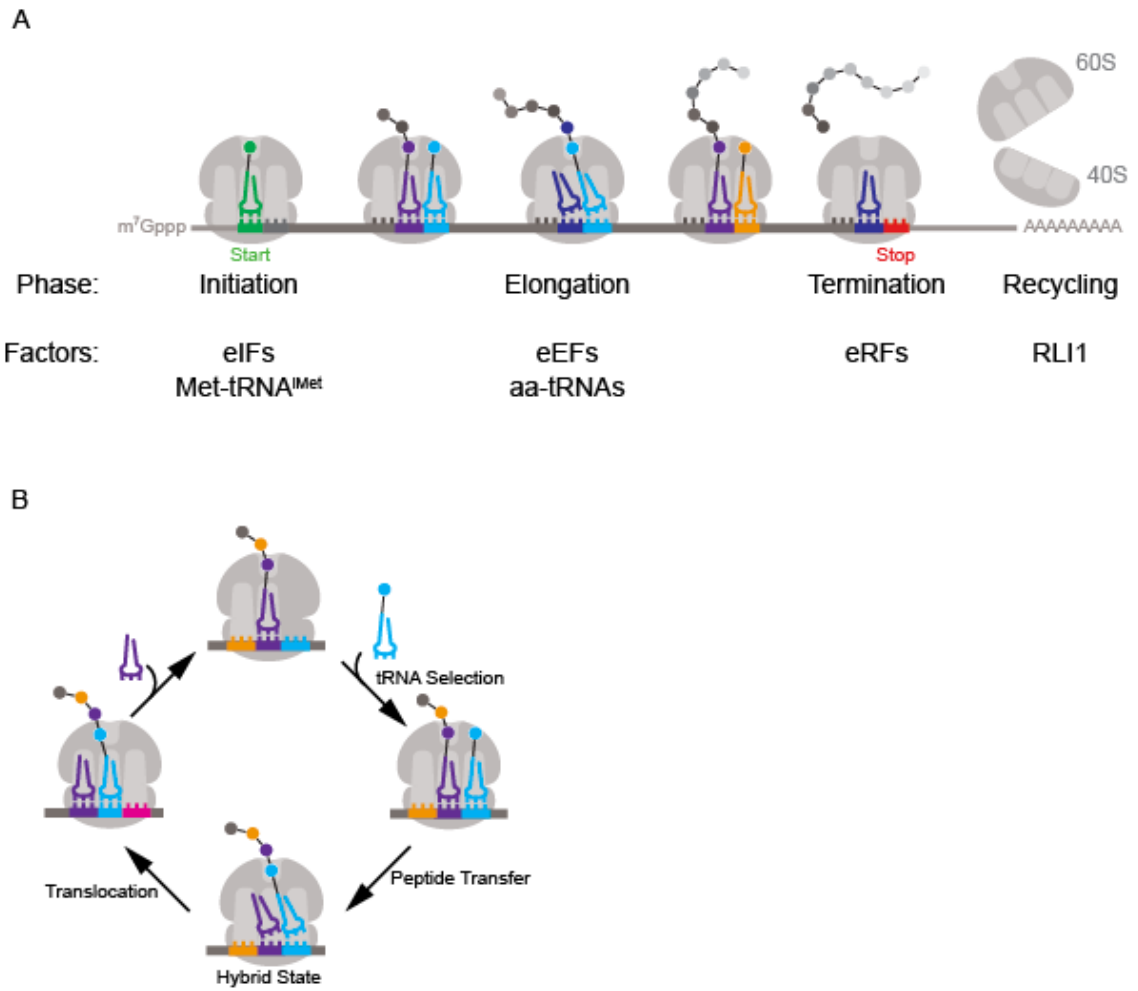 A
60S
40S
m⁷Gppp
AAAAAAAAA
Start
Stop
Phase: Initiation Elongation Termination Recycling
Factors: eIFs eEFs eRFs RLI1
Met-tRNAᴵᴹᵉᵗ aa-tRNAs
B
tRNA Selection
Peptide Transfer
Translocation
Hybrid State